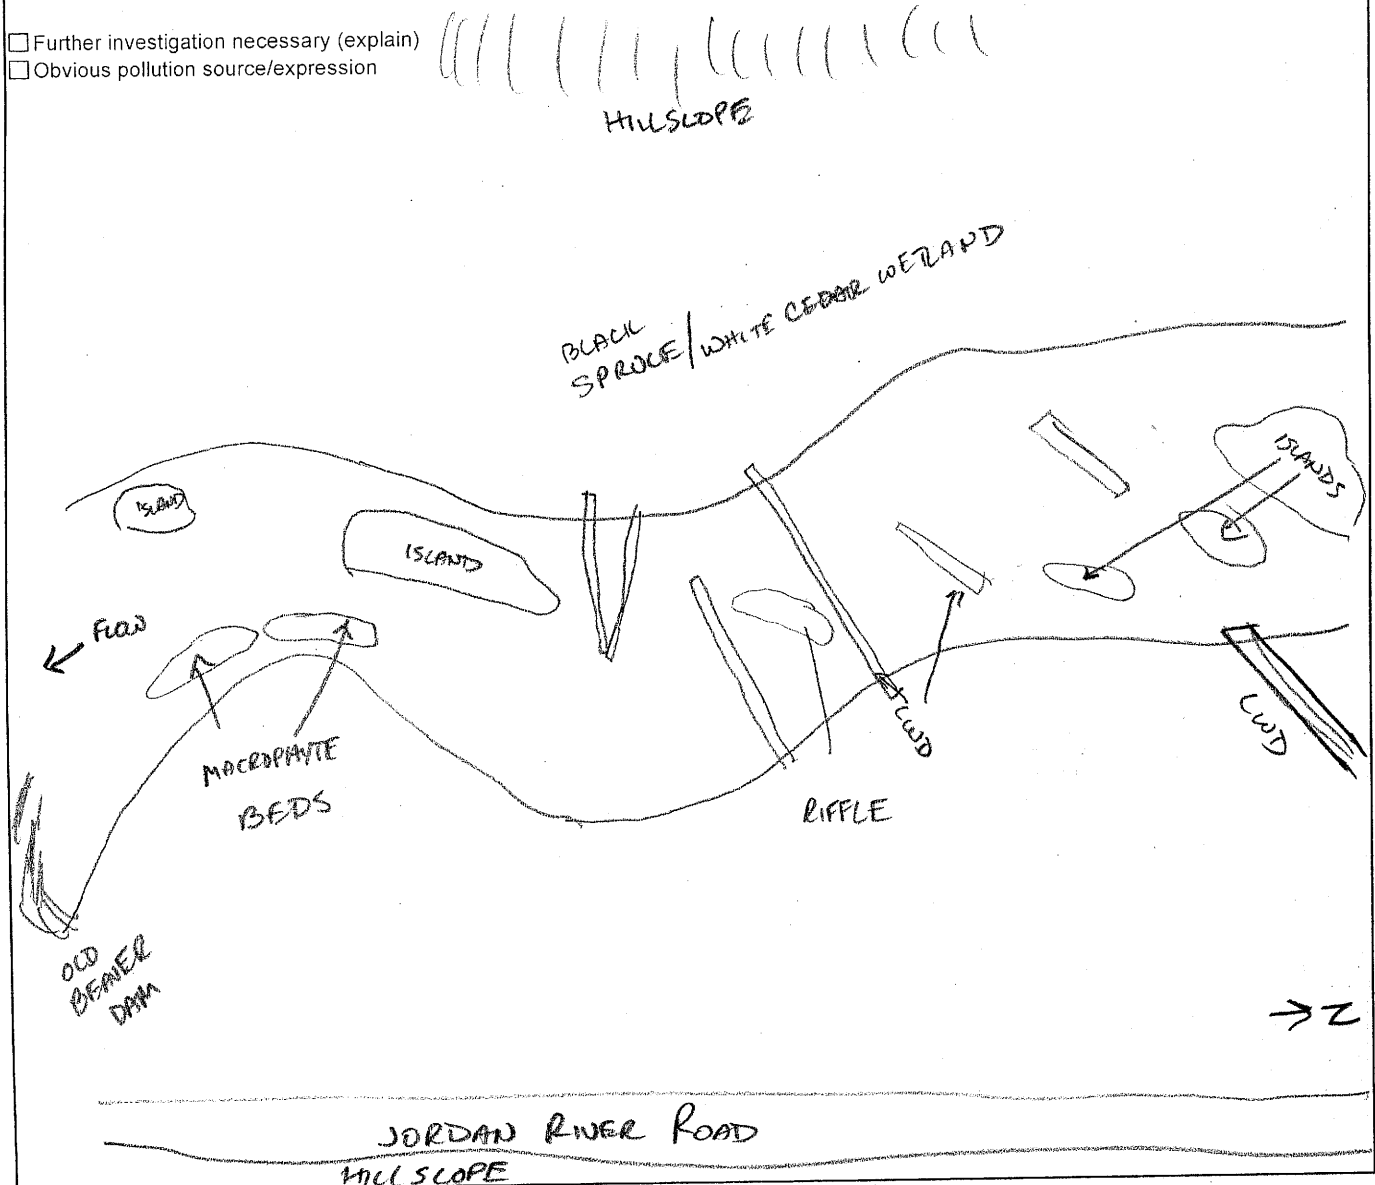 Further investigation necessary (explain)
Obvious pollution source/expression
HILLSLOPE
BLACK
SPRUCE/WHITE CEDAR WETLAND
ISLANDS
ISLAND
ISLAND
FLOW
LWD
LWD
MACROPHYTE
BEDS
RIFFLE
OLD
BEAVER
DAM
N
JORDAN RIVER ROAD
HILLSLOPE